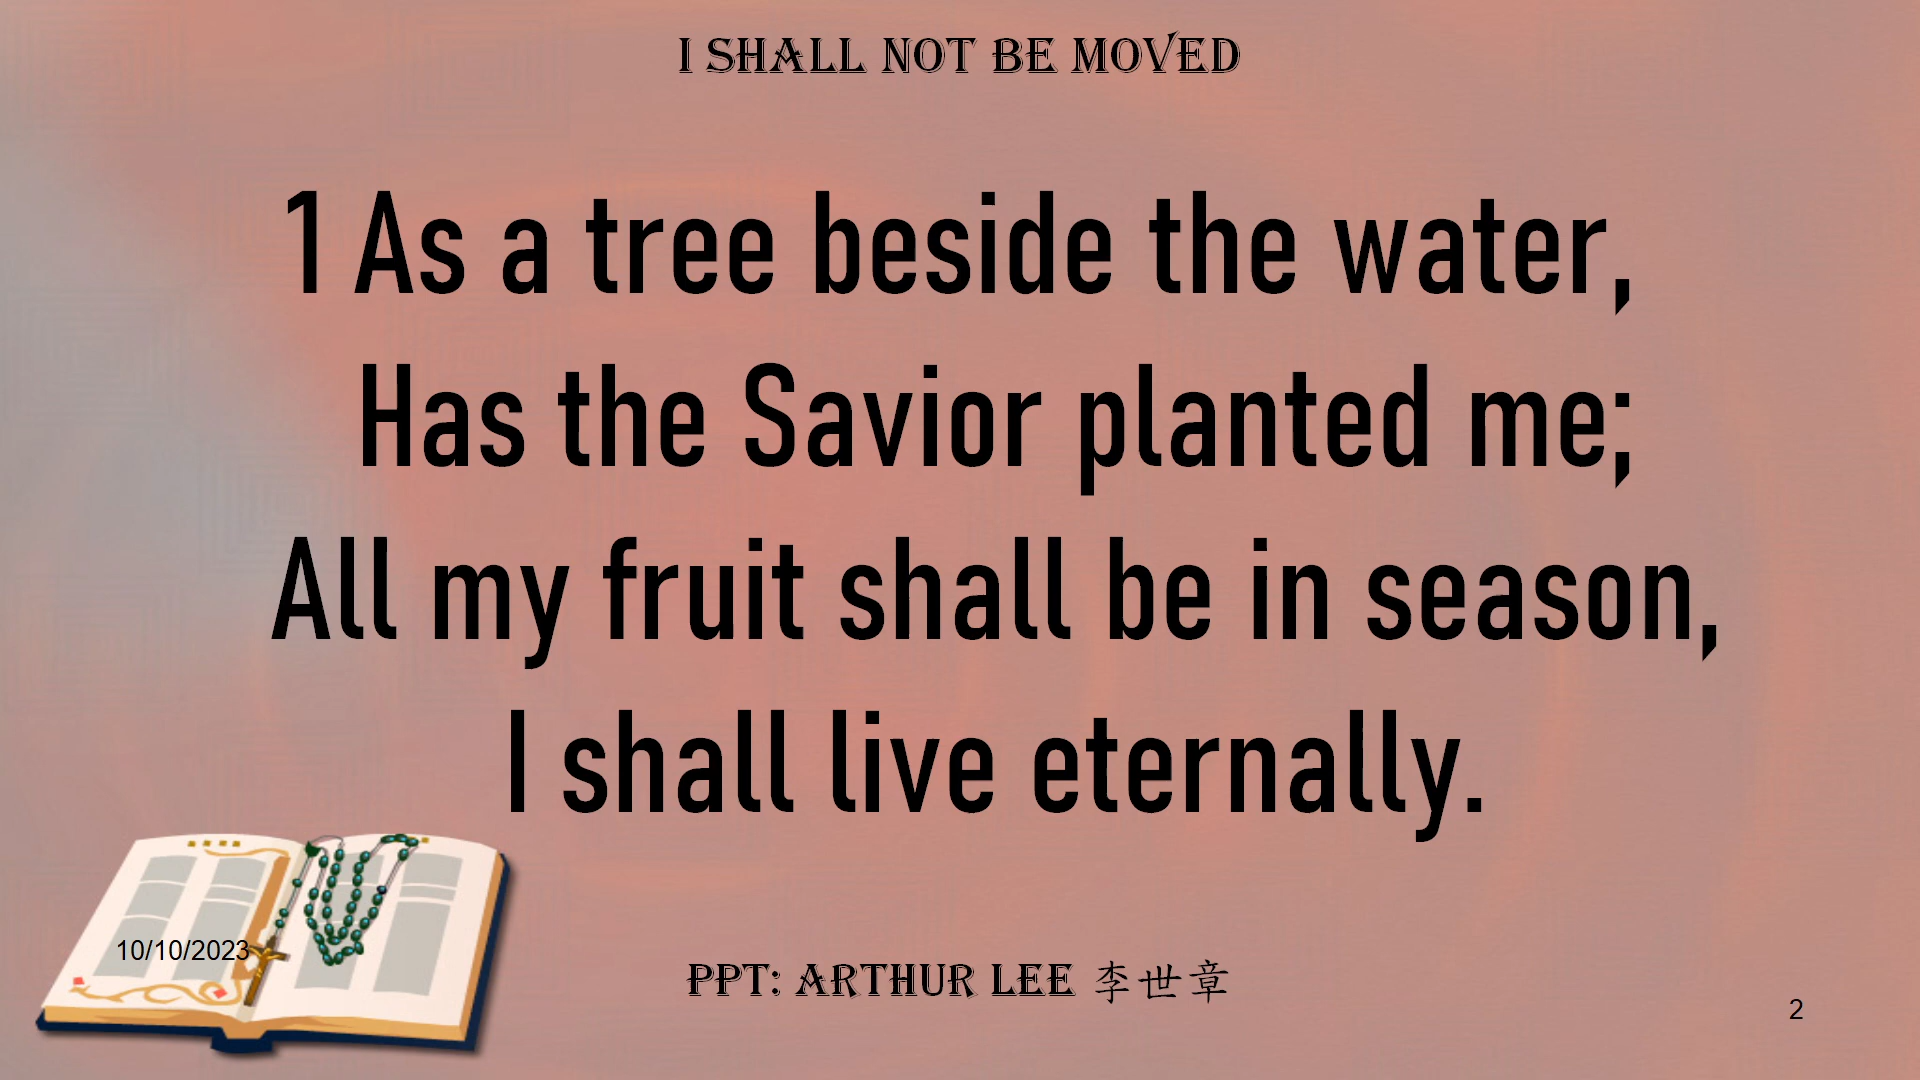 I SHALL NOT BE MOVED
1 As a tree beside the water,
Has the Savior planted me;
All my fruit shall be in season,
I shall live eternally.
10/10/2023
PPT: ARTHUR LEE 李世章
2